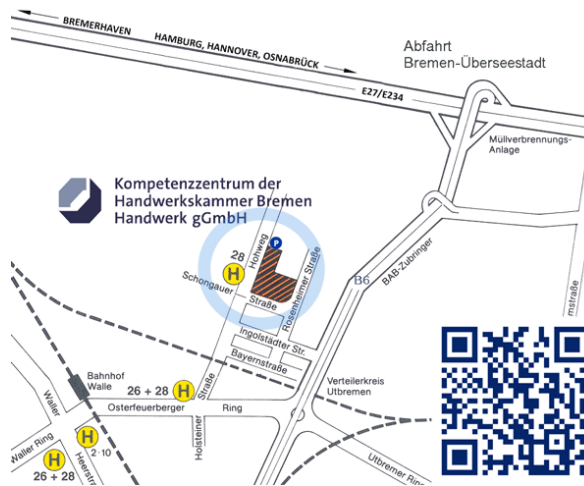 BREMERHAVEN
HAMBURG, HANNOVER, OSNABRÜCK
E27/E234
Abfahrt
Bremen-Überseestadt
Müllverbrennungs-
Anlage
Kompetenzzentrum der
Handwerkskammer Bremen
Handwerk gGmbH
P
28
H
Hohweg
Schongauer
Straße
Rosenheimer Straße
BAB-Zubringer
B6
mstraße
Ingolstädter Str.
Bayernstraße
Bahnhof
Walle
26 + 28
H
Straße
Holsteiner
Osterfeuerberger
Ring
Verteilerkreis
Utbremen
Waller
Waller Ring
H
2·10
H
26 + 28
Heerstr
Utbremer Ring